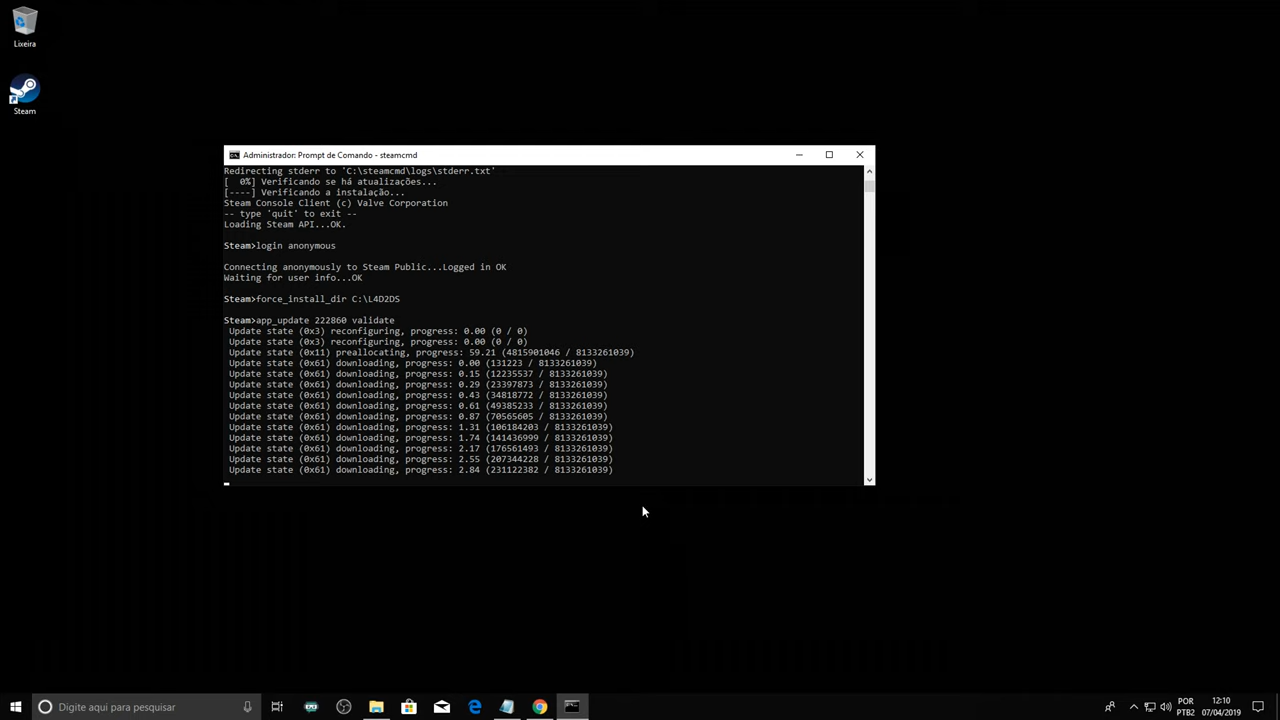 Lixeira
Steam
Administrador: Prompt de Comando - steamcmd
Redirecting stderr to 'C:\steamcmd\logs\stderr.txt'
[  0%] Verificando se há atualizações...
[----] Verificando a instalação...
Steam Console Client (c) Valve Corporation
-- type 'quit' to exit --
Loading Steam API...OK.
Steam>login anonymous
Connecting anonymously to Steam Public...Logged in OK
Waiting for user info...OK
Steam>force_install_dir C:\L4D2DS
Steam>app_update 222860 validate
Update state (0x3) reconfiguring, progress: 0.00 (0 / 0)
Update state (0x3) reconfiguring, progress: 0.00 (0 / 0)
Update state (0x11) preallocating, progress: 59.21 (4815901046 / 8133261039)
Update state (0x61) downloading, progress: 0.00 (131223 / 8133261039)
Update state (0x61) downloading, progress: 0.15 (12235537 / 8133261039)
Update state (0x61) downloading, progress: 0.29 (23397873 / 8133261039)
Update state (0x61) downloading, progress: 0.43 (34818772 / 8133261039)
Update state (0x61) downloading, progress: 0.61 (49385233 / 8133261039)
Update state (0x61) downloading, progress: 0.87 (70565605 / 8133261039)
Update state (0x61) downloading, progress: 1.31 (106184203 / 8133261039)
Update state (0x61) downloading, progress: 1.74 (141436999 / 8133261039)
Update state (0x61) downloading, progress: 2.17 (176561493 / 8133261039)
Update state (0x61) downloading, progress: 2.55 (207344228 / 8133261039)
Update state (0x61) downloading, progress: 2.84 (231122382 / 8133261039)
Digite aqui para pesquisar
POR
PTB2
12:10
07/04/2019